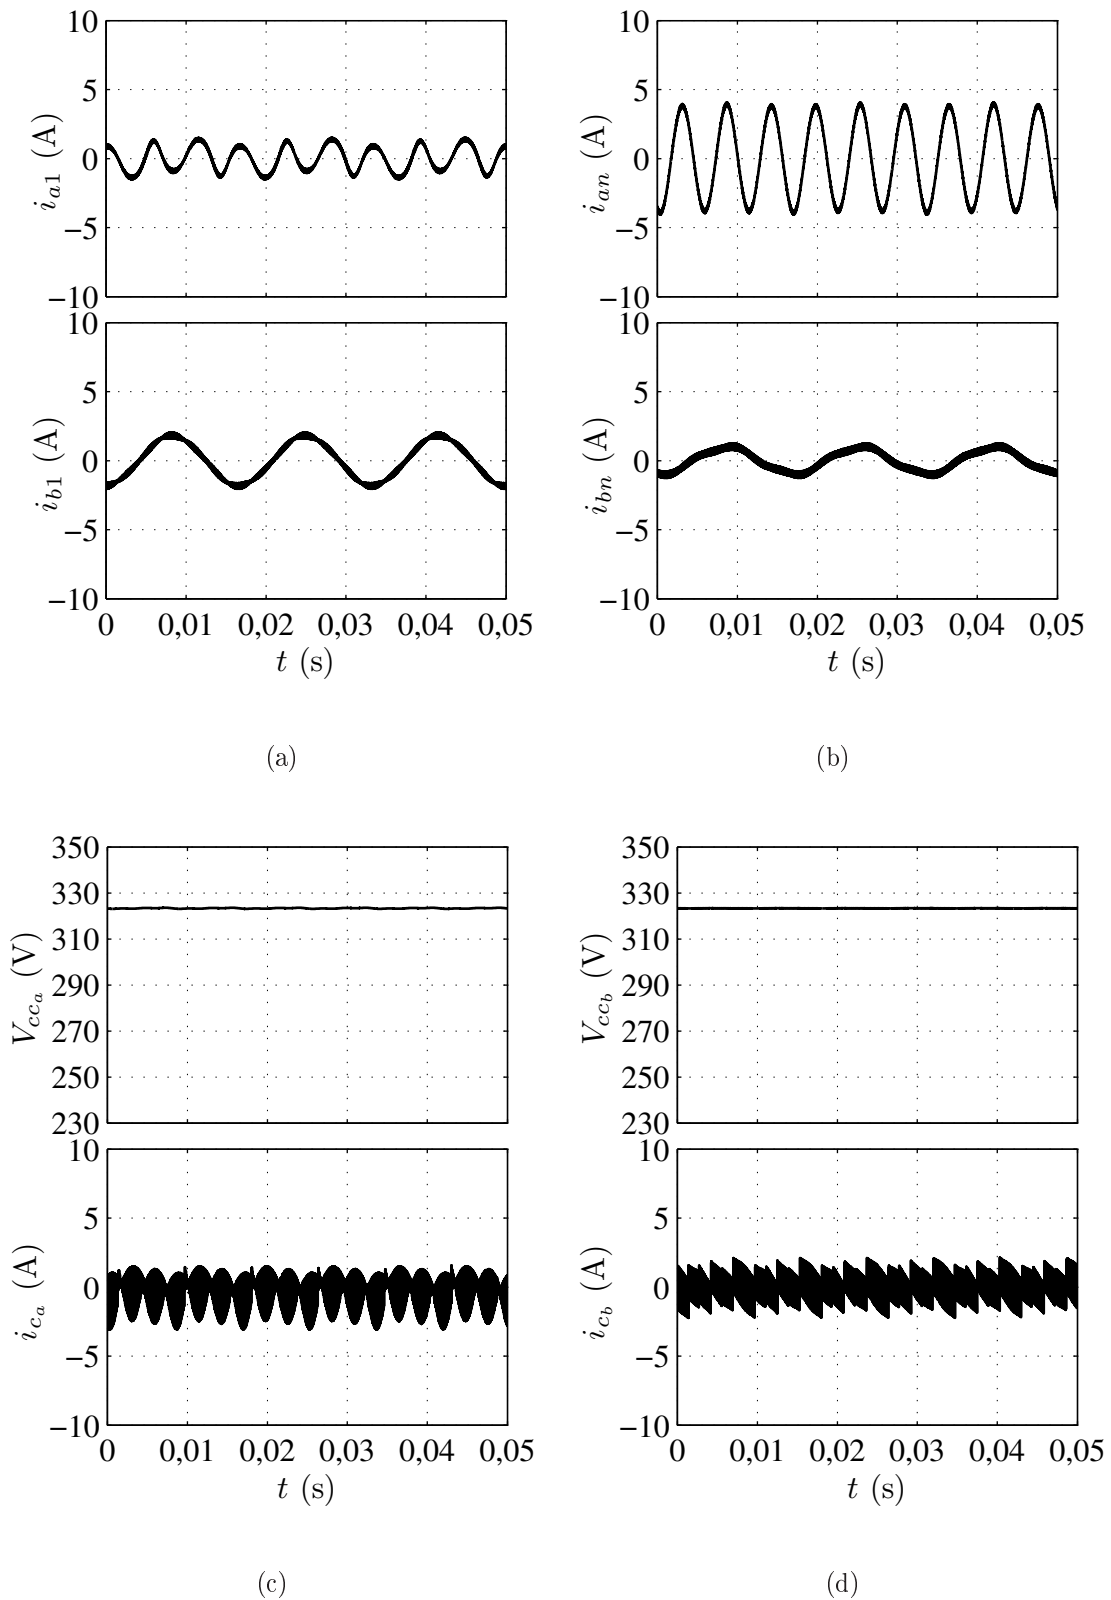 10
5
0
−5
−10
i_{a1} (A)
10
5
0
−5
−10
i_{b1} (A)
0 0,01 0,02 0,03 0,04 0,05
t (s)
(a)
10
5
0
−5
−10
i_{an} (A)
10
5
0
−5
−10
i_{bn} (A)
0 0,01 0,02 0,03 0,04 0,05
t (s)
(b)
350
330
310
290
270
250
230
V_{cc_a} (V)
10
5
0
−5
−10
i_{c_a} (A)
0 0,01 0,02 0,03 0,04 0,05
t (s)
(c)
350
330
310
290
270
250
230
V_{cc_b} (V)
10
5
0
−5
−10
i_{c_b} (A)
0 0,01 0,02 0,03 0,04 0,05
t (s)
(d)